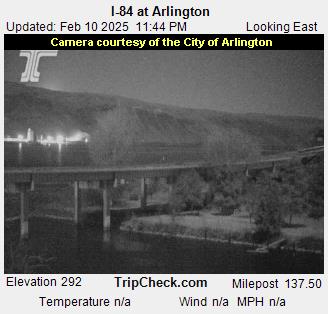 I-84 at Arlington
Updated: Feb 10 2025 11:44 PM Looking East
Camera courtesy of the City of Arlington
Elevation 292 TripCheck.com Milepost 137.50
Temperature n/a Wind n/a MPH n/a